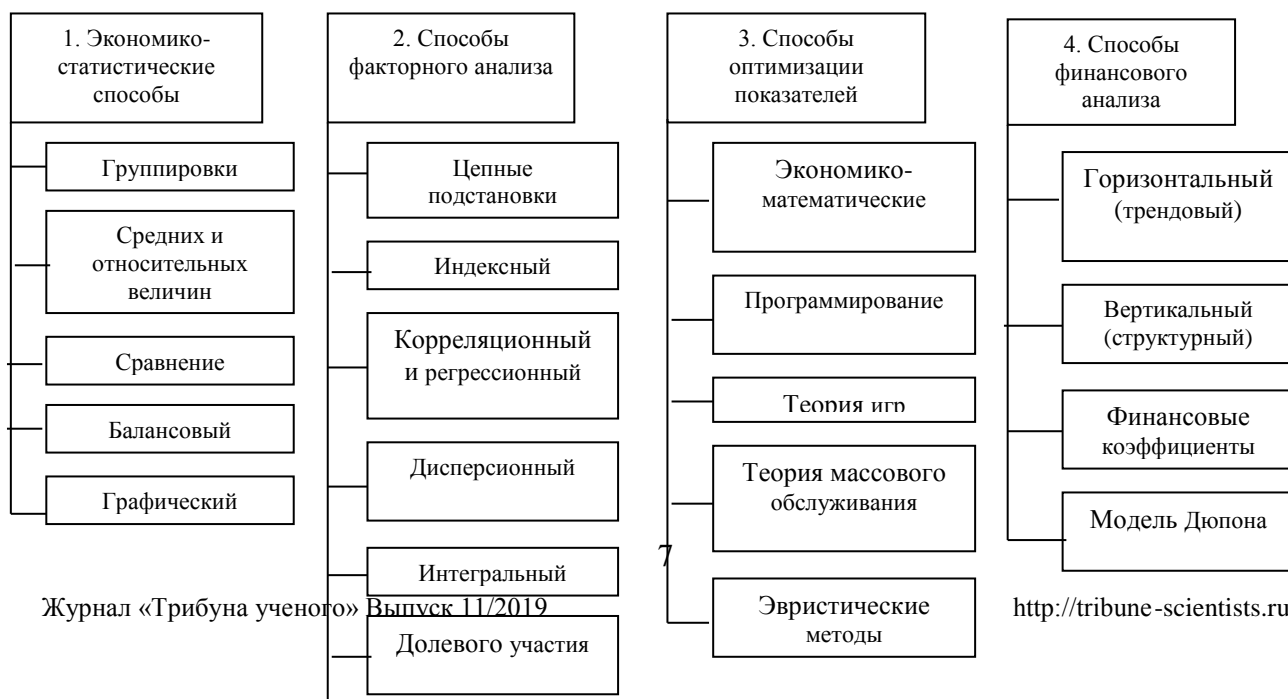 1. Экономико-
статистические
способы
Группировки
Средних и
относительных
величин
Сравнение
Балансовый
Графический
2. Способы
факторного анализа
Цепные
подстановки
Индексный
Корреляционный
и регрессионный
Дисперсионный
Интегральный
Долевого участия
3. Способы
оптимизации
показателей
Экономико-
математические
Программирование
Теория игр
Теория массового
обслуживания
Эвристические
методы
4. Способы
финансового
анализа
Горизонтальный
(трендовый)
Вертикальный
(структурный)
Финансовые
коэффициенты
Модель Дюпона
7
Журнал «Трибуна ученого» Выпуск 11/2019
http://tribune-scientists.ru